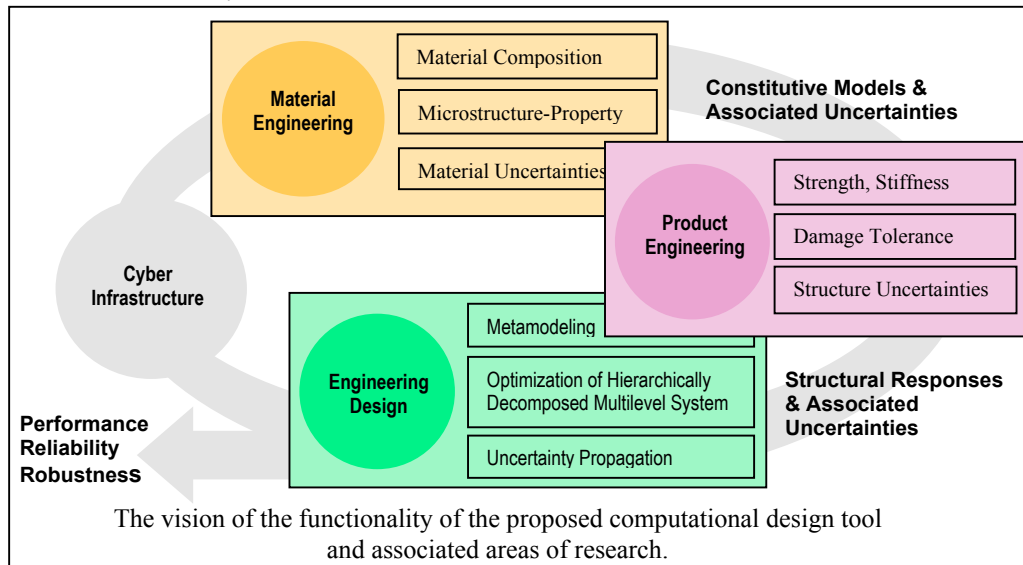 Material
Engineering
Material Composition
Microstructure-Property
Material Uncertainties
Constitutive Models &
Associated Uncertainties
Product
Engineering
Strength, Stiffness
Damage Tolerance
Structure Uncertainties
Cyber
Infrastructure
Engineering
Design
Metamodeling
Optimization of Hierarchically
Decomposed Multilevel System
Uncertainty Propagation
Structural Responses
& Associated
Uncertainties
Performance
Reliability
Robustness
The vision of the functionality of the proposed computational design tool
and associated areas of research.